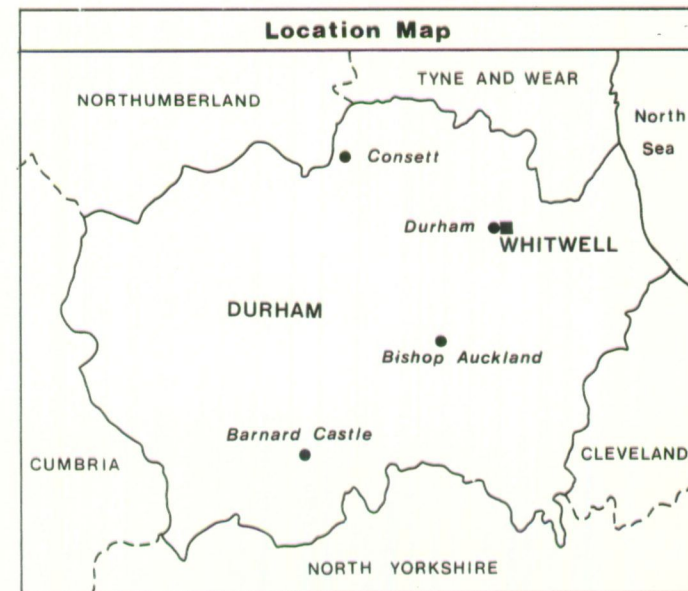 Location Map
TYNE AND WEAR
NORTHUMBERLAND
North
Sea
Consett
Durham
WHITWELL
DURHAM
Bishop Auckland
Barnard Castle
CUMBRIA
CLEVELAND
NORTH YORKSHIRE